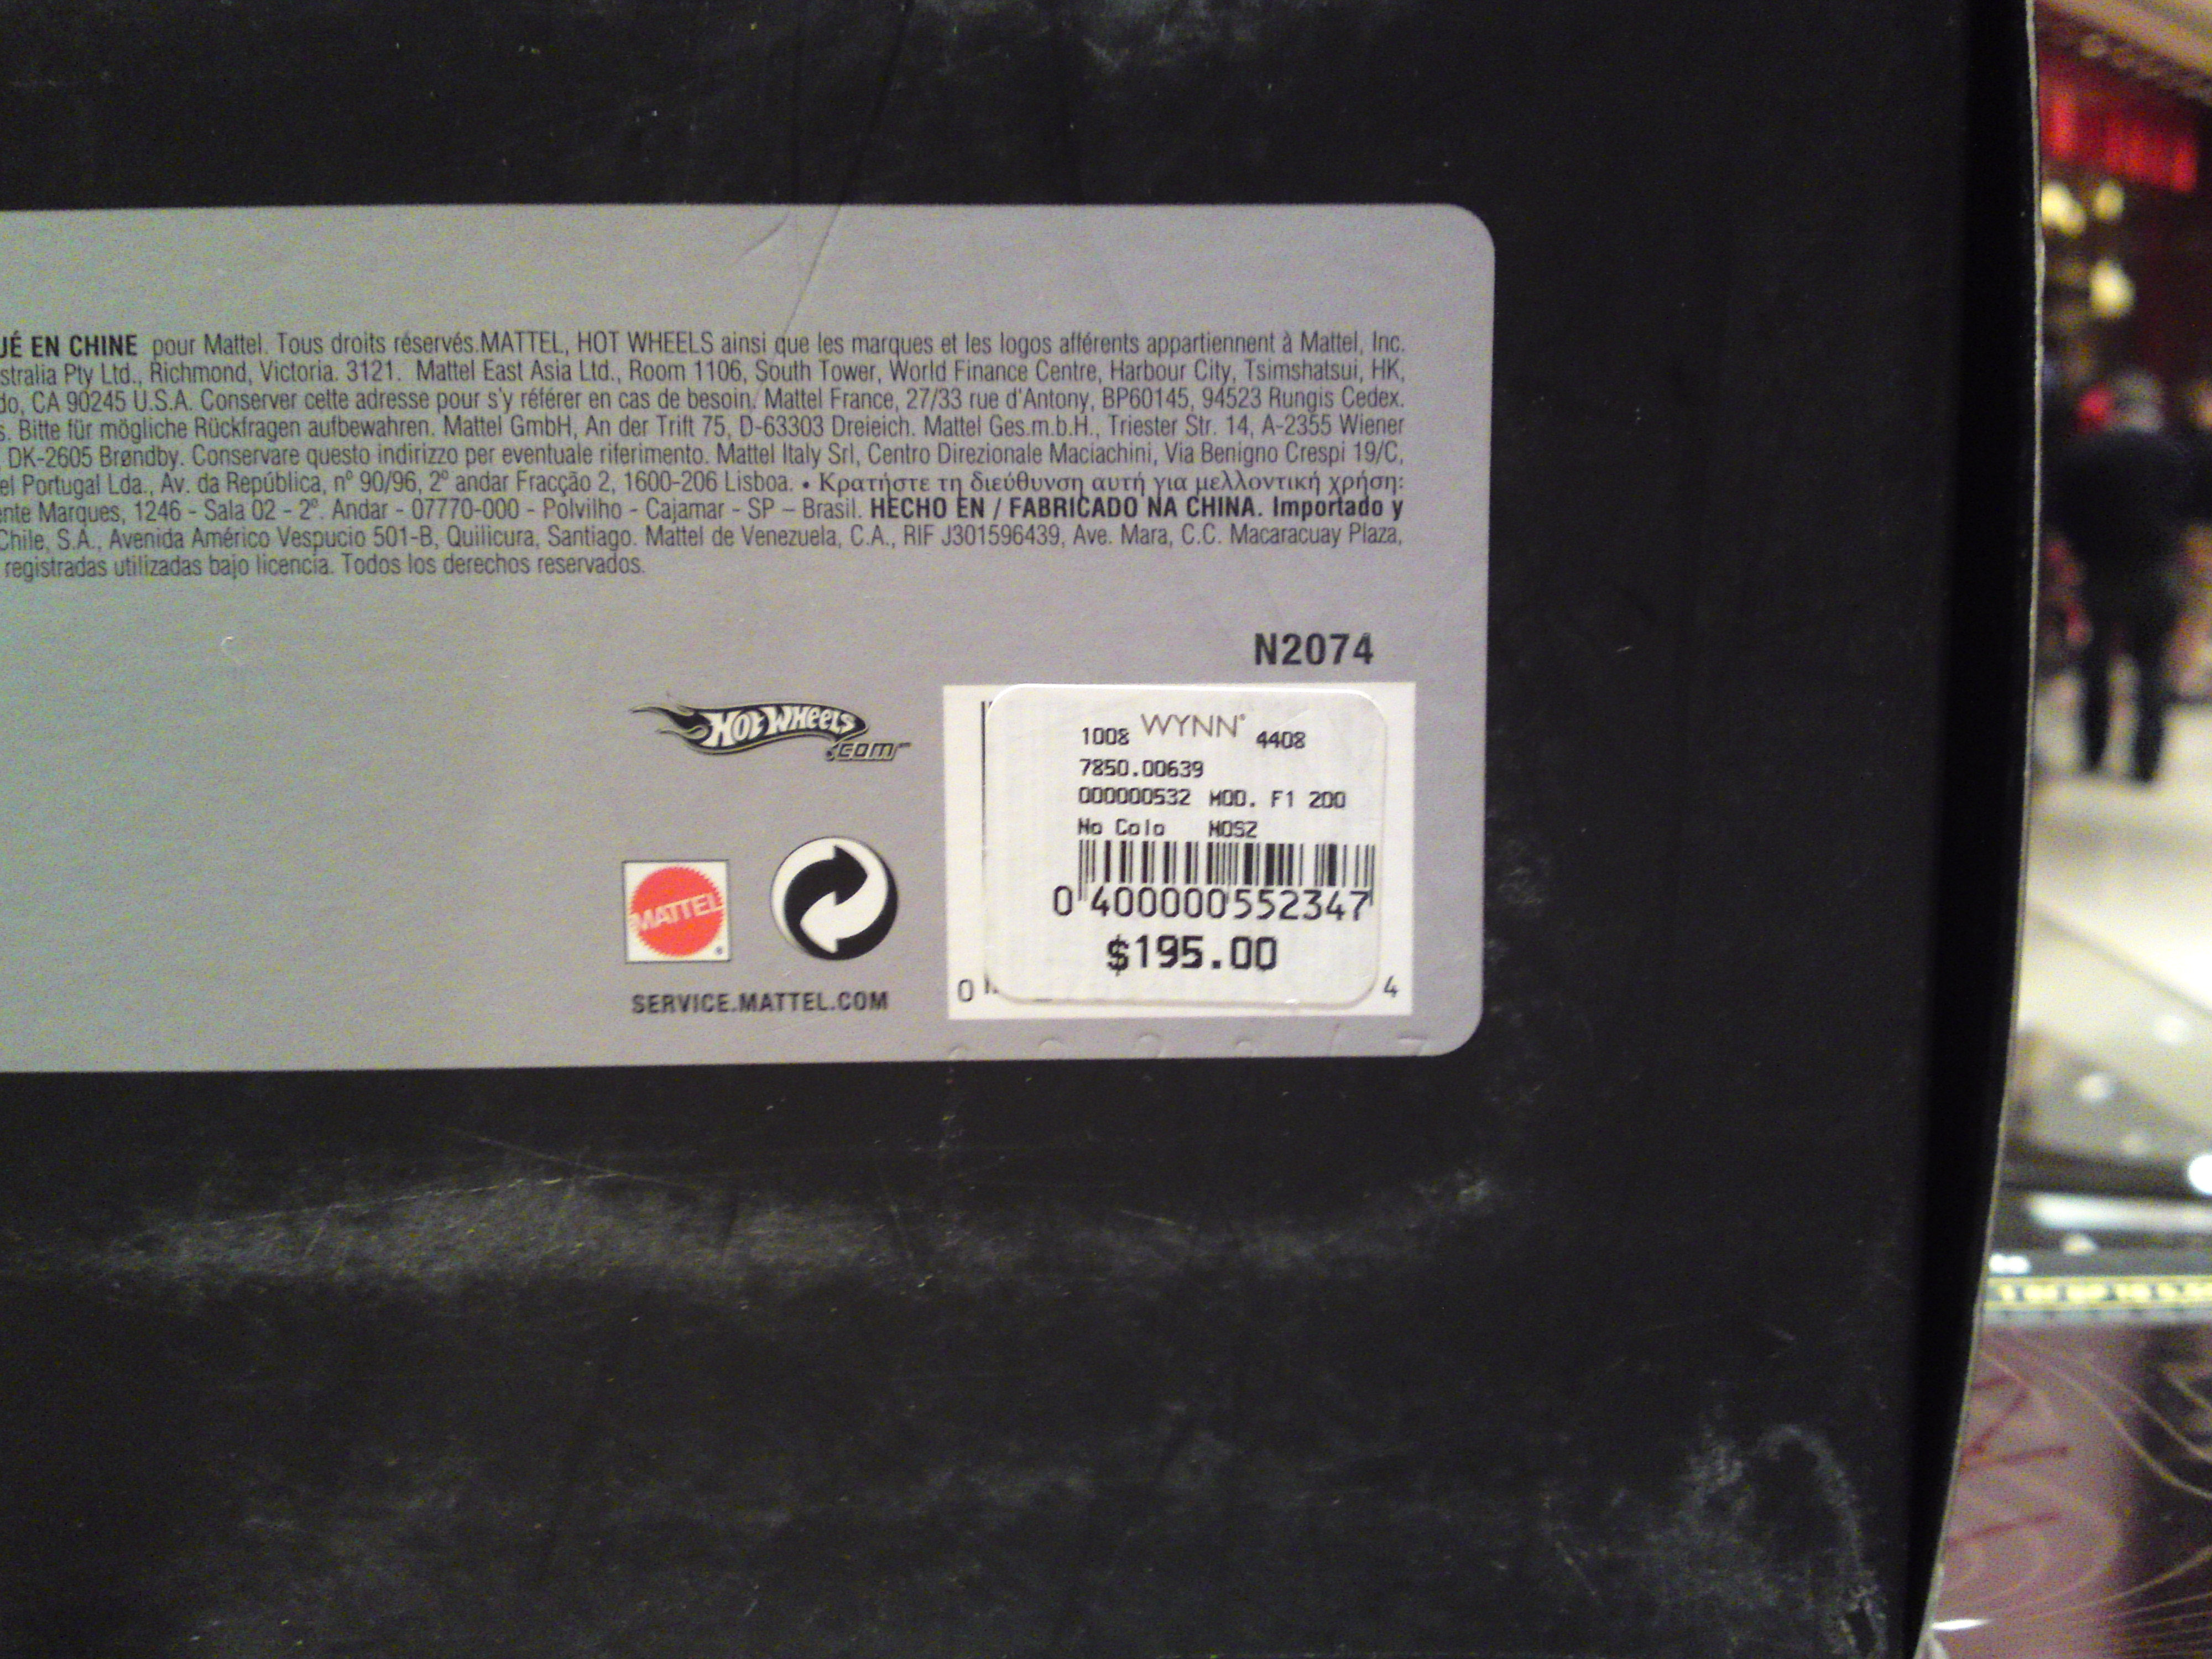 UÉ EN CHINE pour Mattel. Tous droits réservés.MATTEL, HOT WHEELS ainsi que les marques et les logos afférents appartiennent à Mattel, Inc.
stralia Pty Ltd., Richmond, Victoria. 3121. Mattel East Asia Ltd., Room 1106, South Tower, World Finance Centre, Harbour City, Tsimshatsui, HK,
do, CA 90245 U.S.A. Conserver cette adresse pour s'y référer en cas de besoin. Mattel France, 27/33 rue d'Antony, BP60145, 94523 Rungis Cedex.
s. Bitte für mögliche Rückfragen aufbewahren. Mattel GmbH, An der Trift 75, D-63303 Dreieich. Mattel Ges.m.b.H., Triester Str. 14, A-2355 Wiener
, DK-2605 Brøndby. Conservare questo indirizzo per eventuale riferimento. Mattel Italy Srl, Centro Direzionale Maciachini, Via Benigno Crespi 19/C,
el Portugal Lda., Av. da República, nº 90/96, 2º andar Fracção 2, 1600-206 Lisboa. • Κρατήστε τη διεύθυνση αυτή για μελλοντική χρήση:
nte Marques, 1246 - Sala 02 - 2º. Andar - 07770-000 - Polvilho - Cajamar - SP – Brasil. HECHO EN / FABRICADO NA CHINA. Importado y
Chile, S.A., Avenida Américo Vespucio 501-B, Quilicura, Santiago. Mattel de Venezuela, C.A., RIF J301596439, Ave. Mara, C.C. Macaracuay Plaza,
registradas utilizadas bajo licencia. Todos los derechos reservados.
N2074
Hot Wheels
.com
1008 WYNN® 4408
7850.00639
000000532 MOD. F1 200
No Colo NOSZ
0 400000 552347
$195.00
0 4
MATTEL
SERVICE.MATTEL.COM